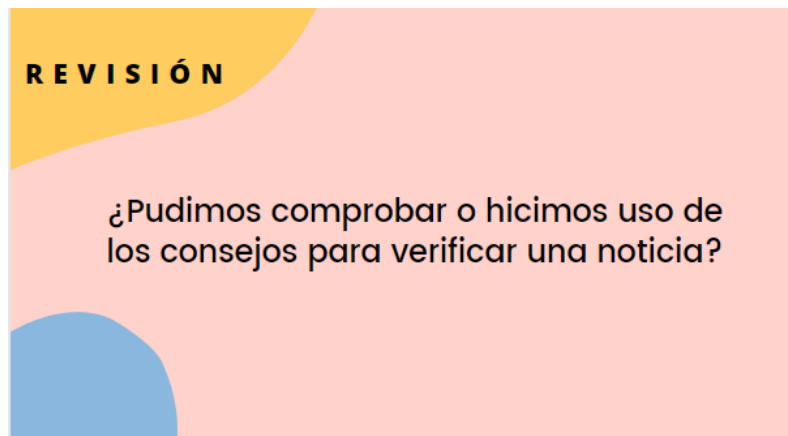 REVISIÓN
¿Pudimos comprobar o hicimos uso de
los consejos para verificar una noticia?